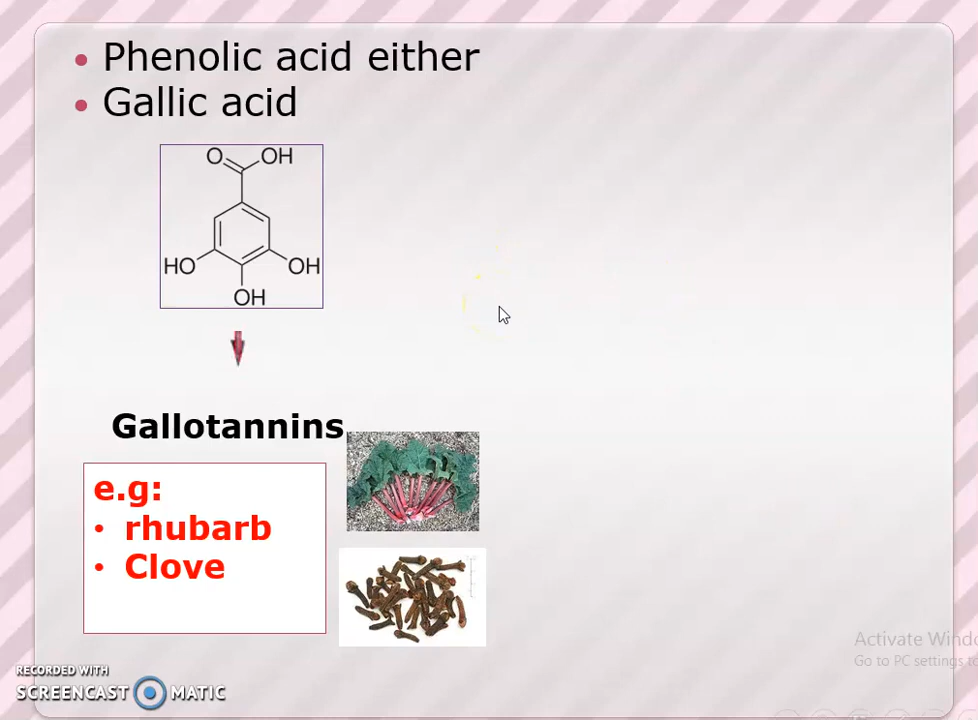 • Phenolic acid either
• Gallic acid
O OH
HO OH
OH
Gallotannins
e.g:
• rhubarb
• Clove
Activate Windo
Go to PC settings to
RECORDED WITH
SCREENCAST MATIC